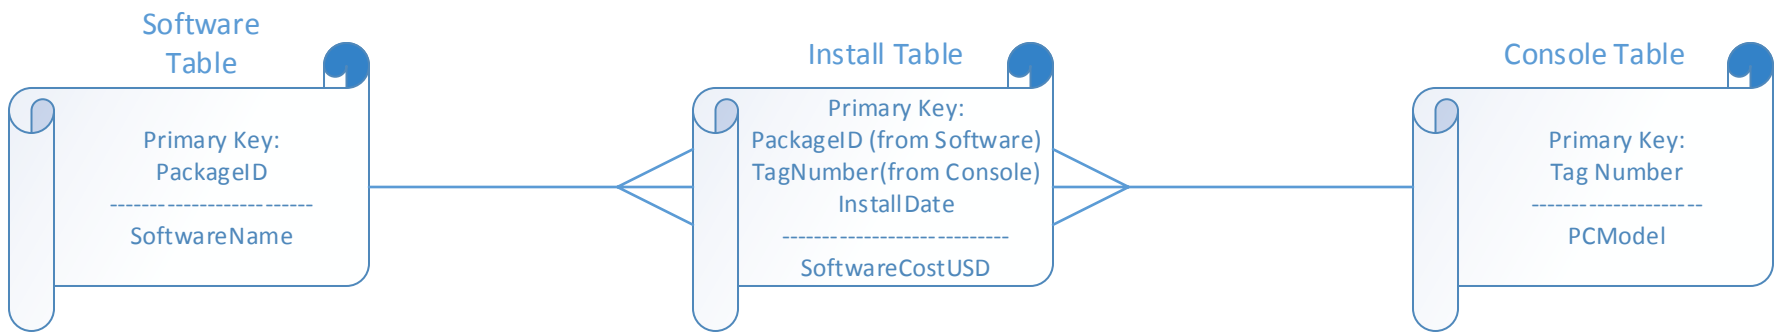 Software
Table
Primary Key:
PackageID
--------------------------
SoftwareName
Install Table
Primary Key:
PackageID (from Software)
TagNumber(from Console)
InstallDate
-----------------------------
SoftwareCostUSD
Console Table
Primary Key:
Tag Number
----------------------
PCModel